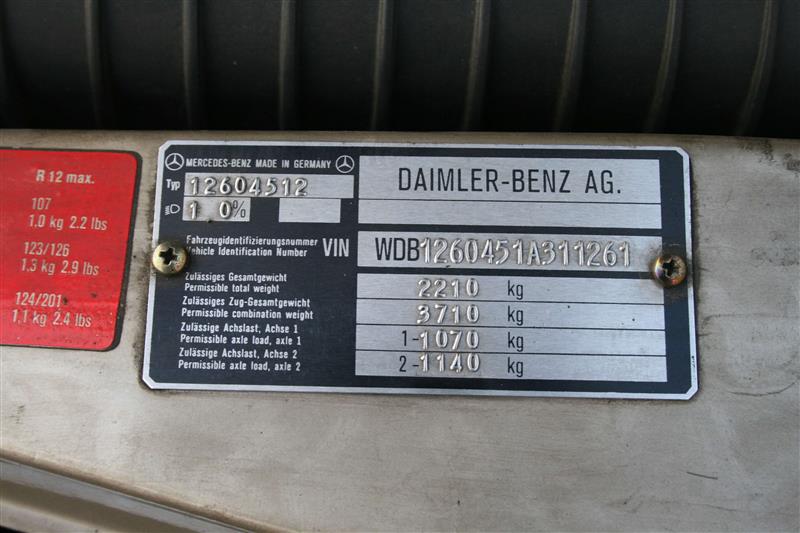 R 12 max.
107
1.0 kg 2.2 lbs
123/126
1.3 kg 2.9 lbs
124/201
1,1 kg 2.4 lbs
MERCEDES-BENZ MADE IN GERMANY
Typ 12604512
1 0%
DAIMLER-BENZ AG.
Fahrzeugidentifizierungsnummer
Vehicle Identification Number VIN WDB1260451A311261
Zulässiges Gesamtgewicht
Permissible total weight 2210 kg
Zulässiges Zug-Gesamtgewicht
Permissible combination weight 3710 kg
Zulässige Achslast, Achse 1
Permissible axle load, axle 1 1-1070 kg
Zulässige Achslast, Achse 2
Permissible axle load, axle 2 2-1140 kg